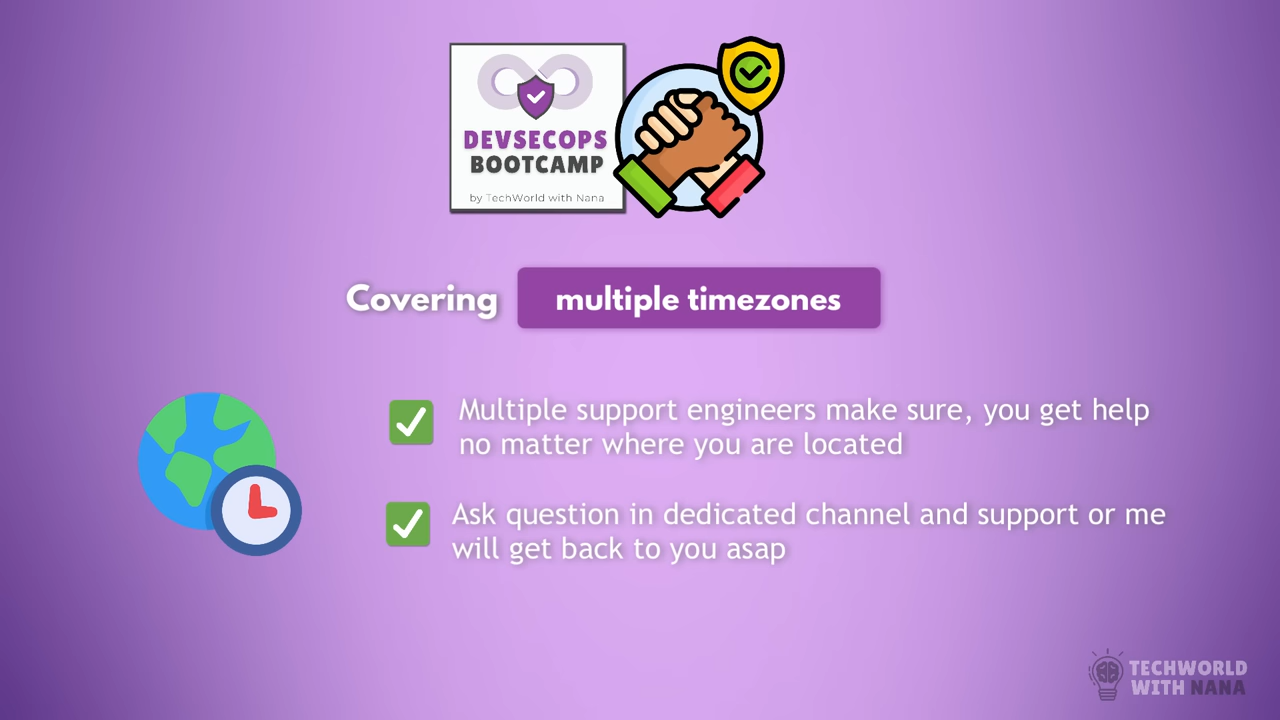 DEVSECOPS
BOOTCAMP
by TechWorld with Nana
Covering multiple timezones
Multiple support engineers make sure, you get help
no matter where you are located
Ask question in dedicated channel and support or me
will get back to you asap
TECHWORLD
WITH NANA